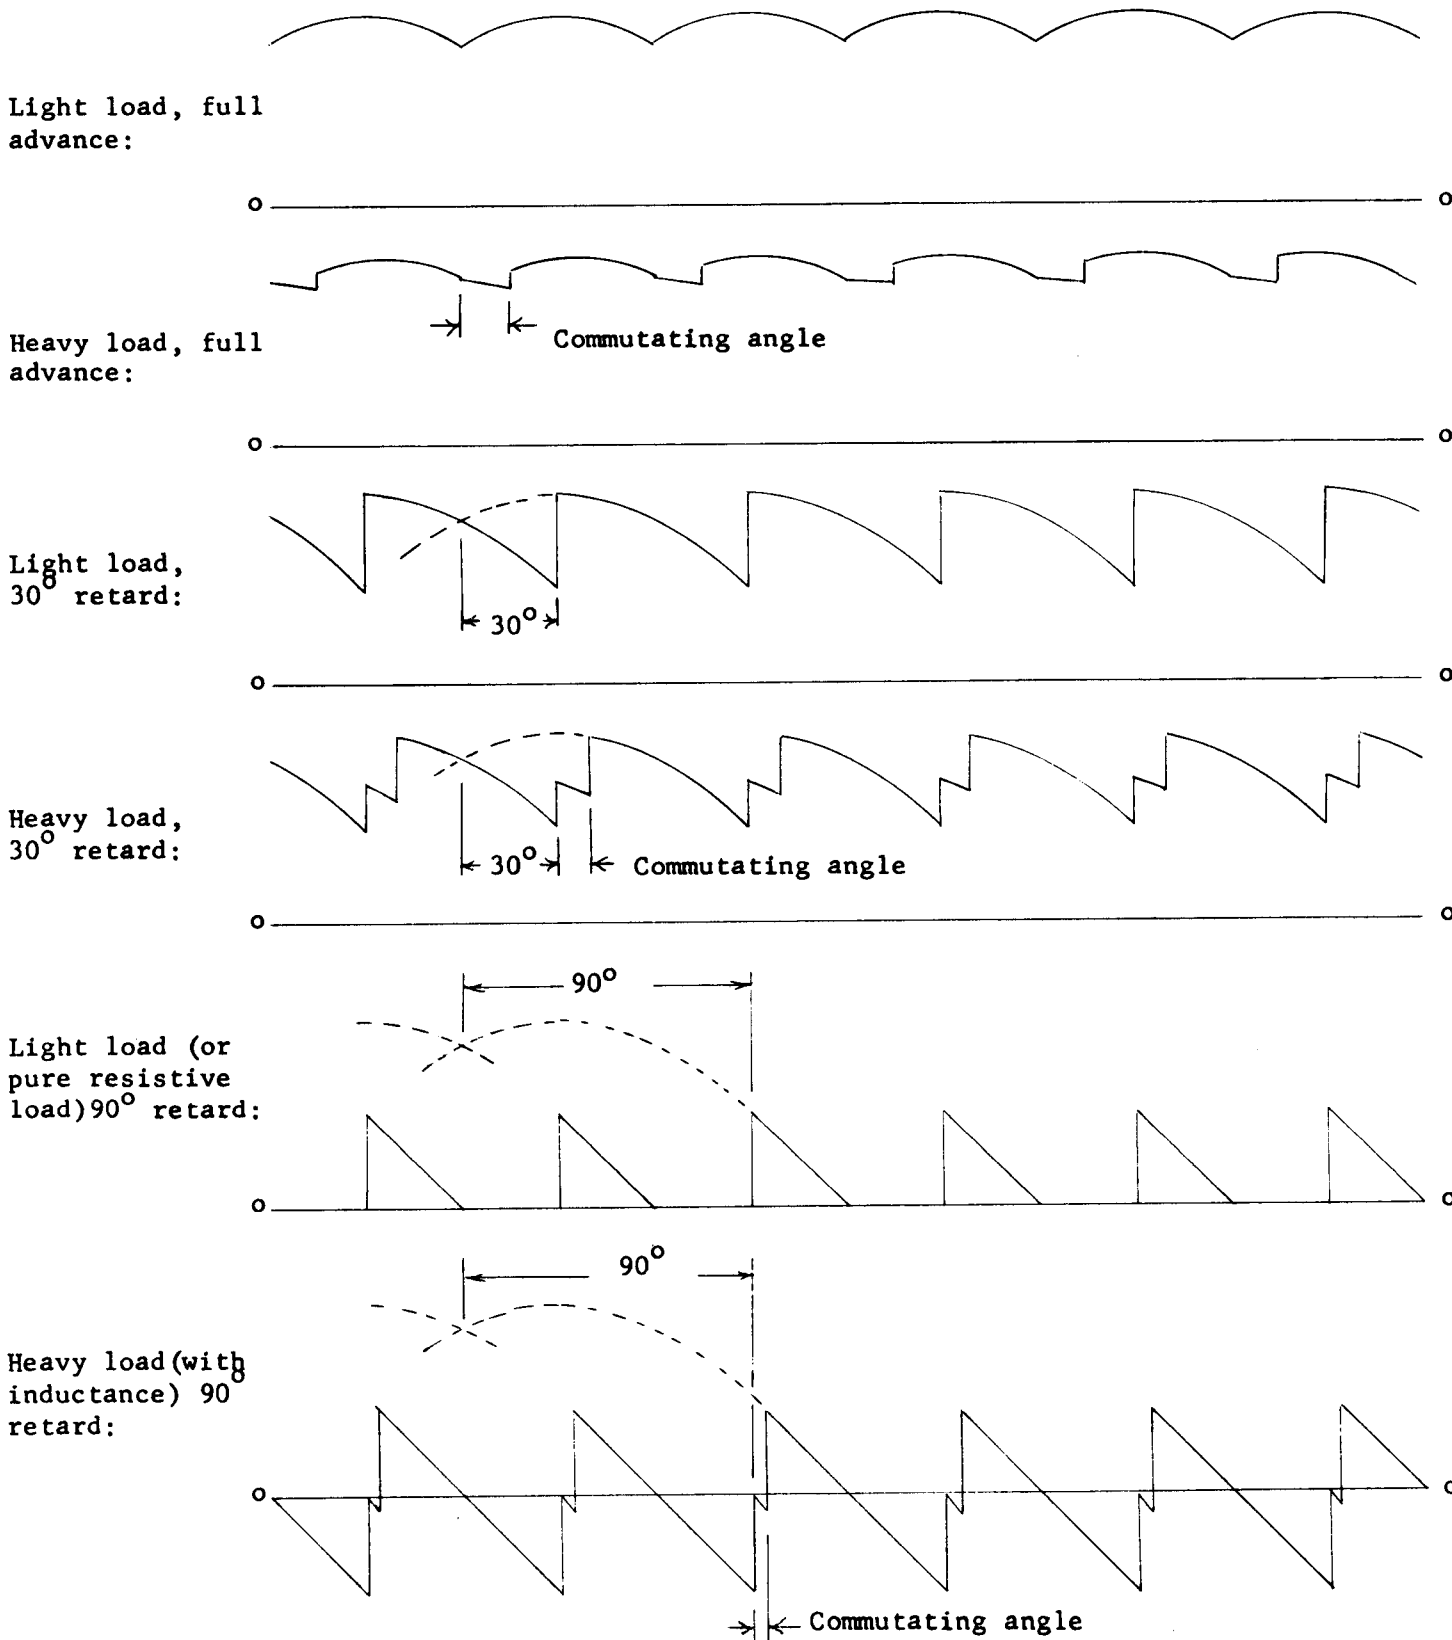 Light load, full
advance:
o o
Commutating angle
Heavy load, full
advance:
o o
Light load,
30° retard:
30°
o o
Heavy load,
30° retard:
30° Commutating angle
o o
90°
Light load (or
pure resistive
load)90° retard:
o o
90°
Heavy load(with
inductance) 90°
retard:
o o
Commutating angle